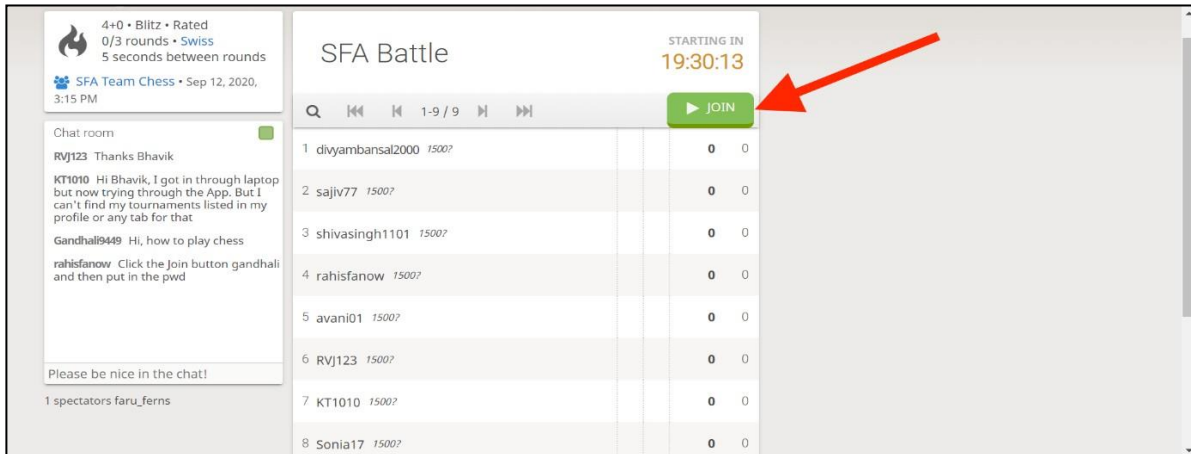 4+0 • Blitz • Rated
0/3 rounds • Swiss
5 seconds between rounds
SFA Team Chess • Sep 12, 2020,
3:15 PM
Chat room
RVJ123 Thanks Bhavik
KT1010 Hi Bhavik, I got in through laptop
but now trying through the App. But I
can't find my tournaments listed in my
profile or any tab for that
Gandhali9449 Hi, how to play chess
rahisfanow Click the Join button gandhali
and then put in the pwd
Please be nice in the chat!
1 spectators faru_ferns
SFA Battle
STARTING IN
19:30:13
1-9 / 9
JOIN
1 divyambansal2000 1500? 0 0
2 sajiv77 1500? 0 0
3 shivasingh1101 1500? 0 0
4 rahisfanow 1500? 0 0
5 avani01 1500? 0 0
6 RVJ123 1500? 0 0
7 KT1010 1500? 0 0
8 Sonia17 1500? 0 0